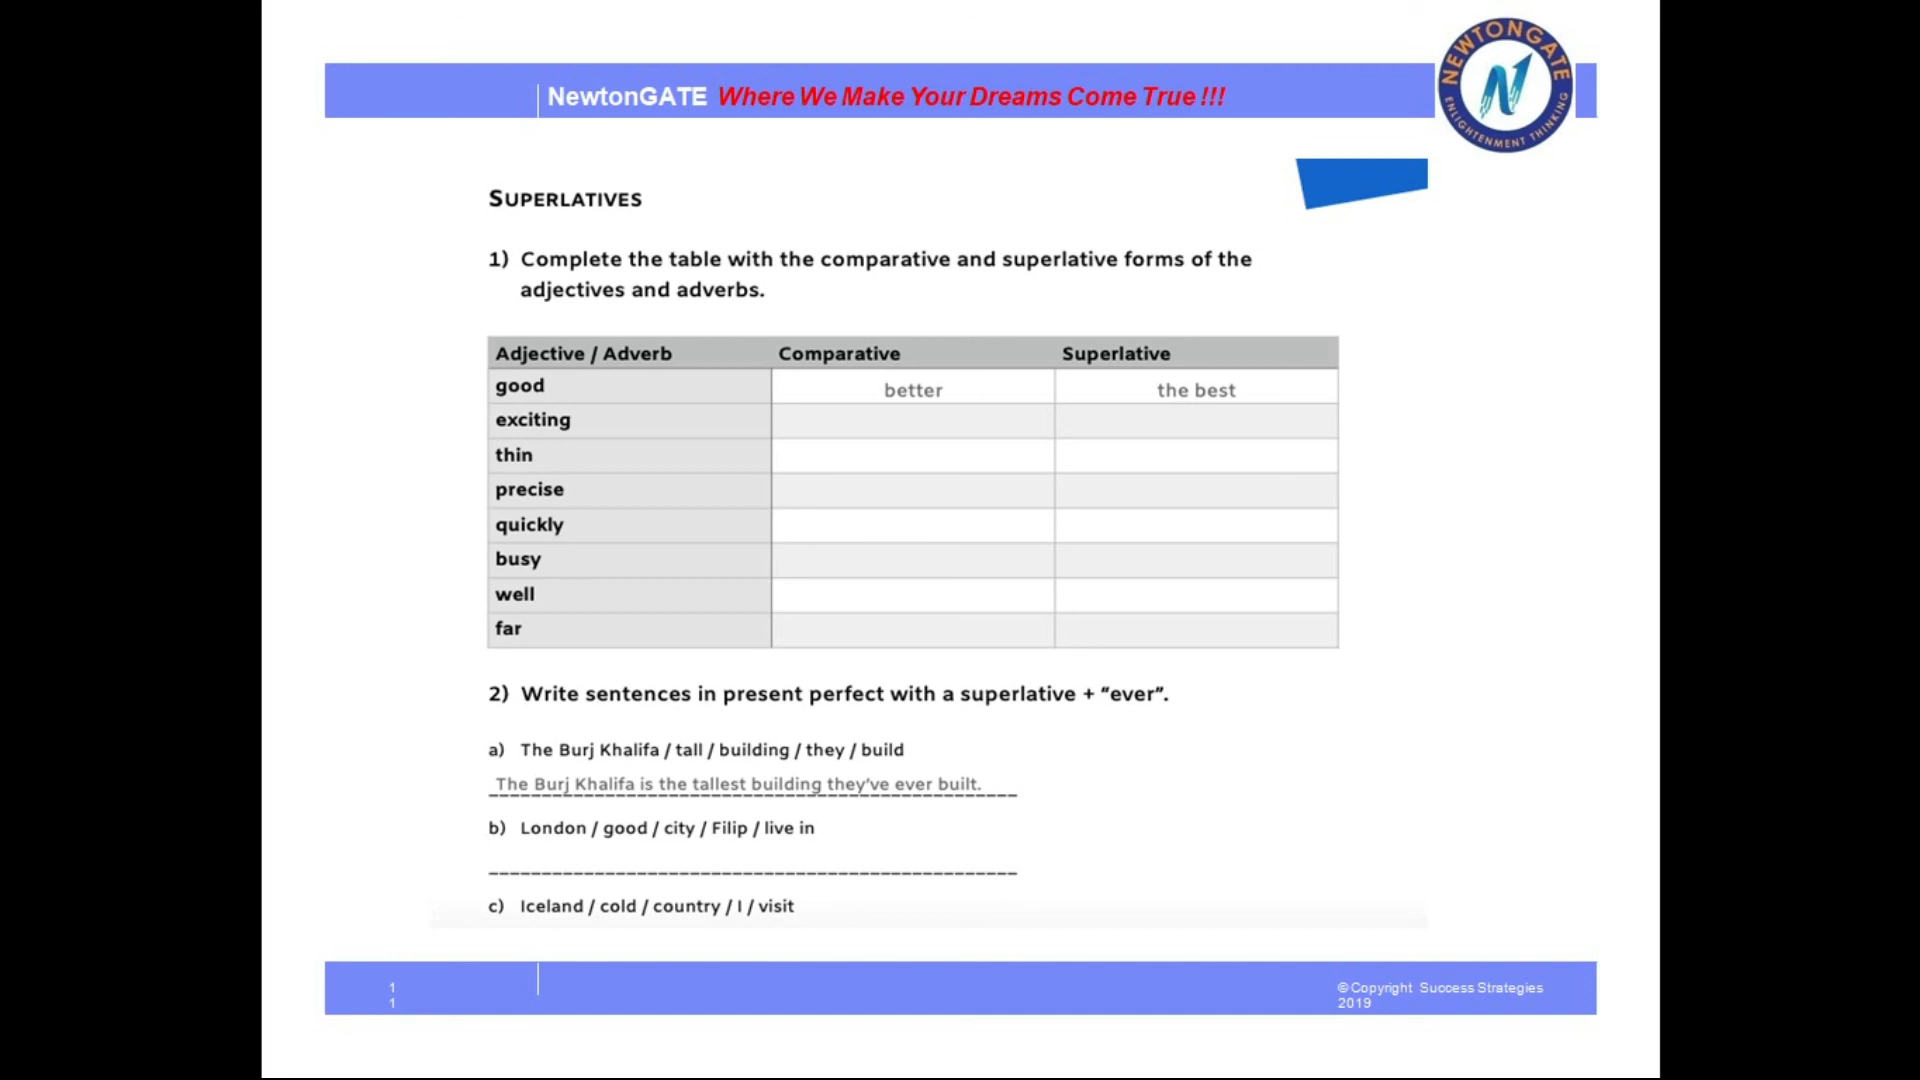 NEWTONGATE
ENLIGHTENMENT THINKING
NewtonGATE Where We Make Your Dreams Come True !!!
SUPERLATIVES
1) Complete the table with the comparative and superlative forms of the
adjectives and adverbs.
Adjective / Adverb Comparative Superlative
good better the best
exciting
thin
precise
quickly
busy
well
far
2) Write sentences in present perfect with a superlative + “ever”.
a) The Burj Khalifa / tall / building / they / build
The Burj Khalifa is the tallest building they’ve ever built.
b) London / good / city / Filip / live in
c) Iceland / cold / country / I / visit
1
1
©Copyright Success Strategies
2019